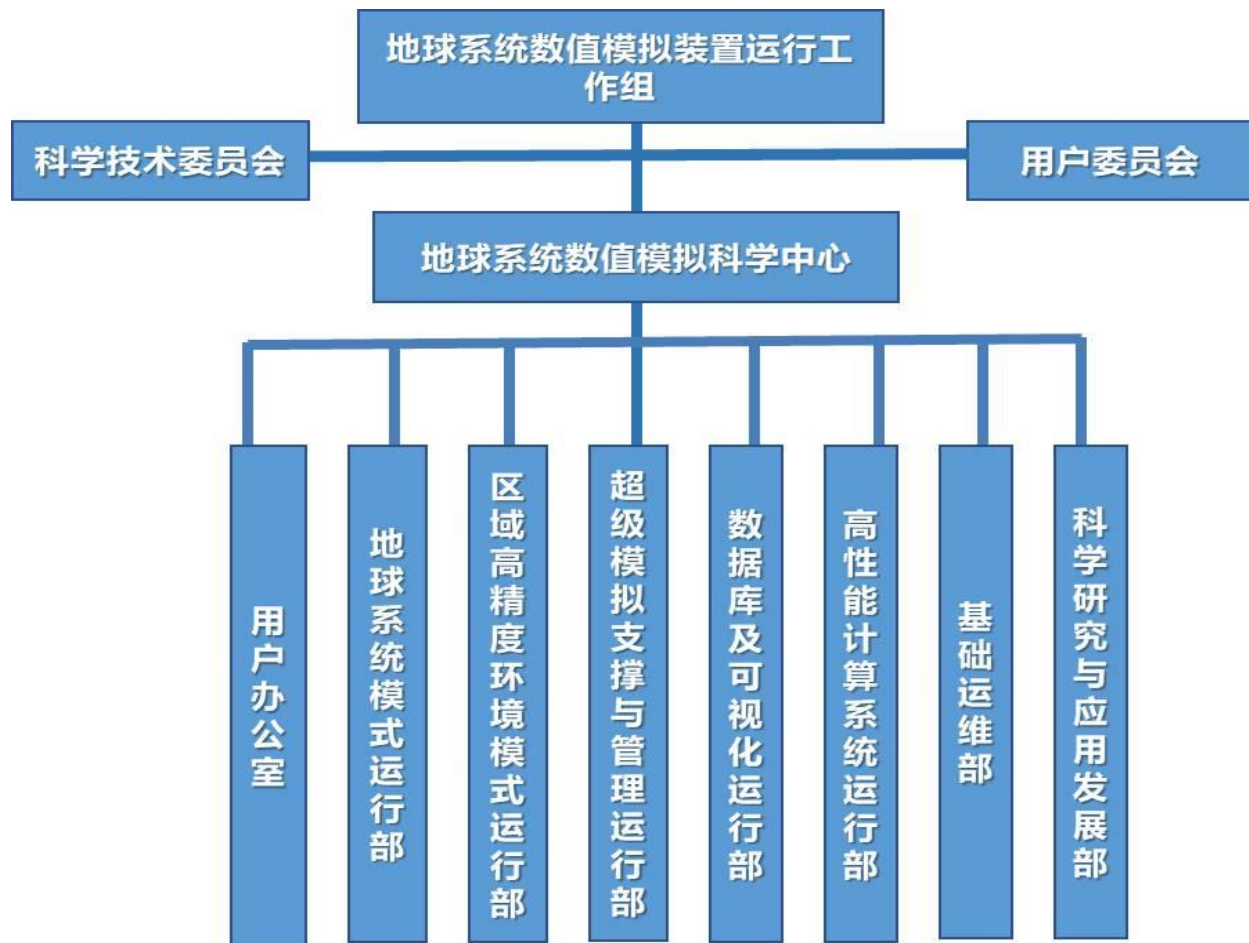 地球系统数值模拟装置运行工
作组
科学技术委员会
用户委员会
地球系统数值模拟科学中心
用户办公室
地球系统模式运行部
区域高精度环境模式运行部
超级模拟支撑与管理运行部
数据库及可视化运行部
高性能计算系统运行部
基础运维部
科学研究与应用发展部